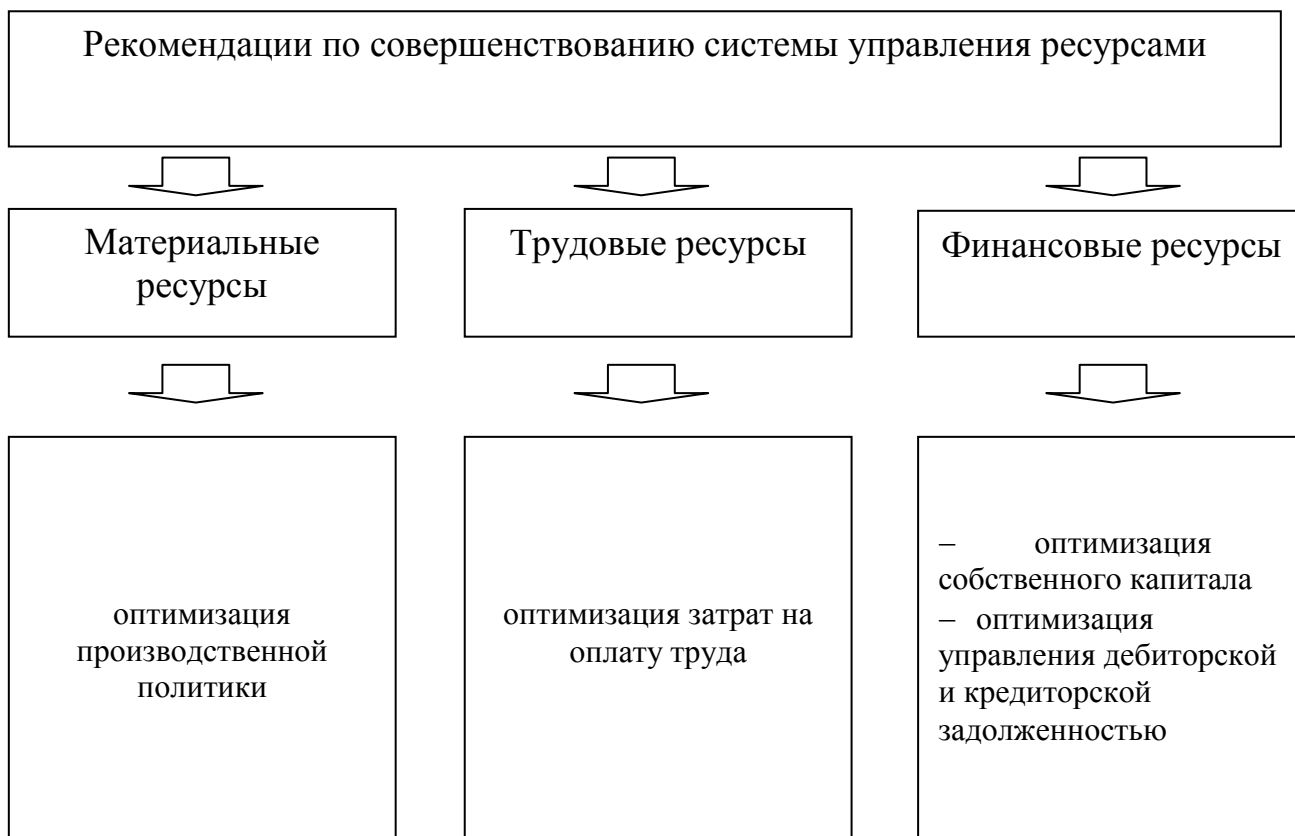 Рекомендации по совершенствованию системы управления ресурсами
Материальные
ресурсы
Трудовые ресурсы
Финансовые ресурсы
оптимизация
производственной
политики
оптимизация затрат на
оплату труда
– оптимизация
собственного капитала
– оптимизация
управления дебиторской
и кредиторской
задолженностью